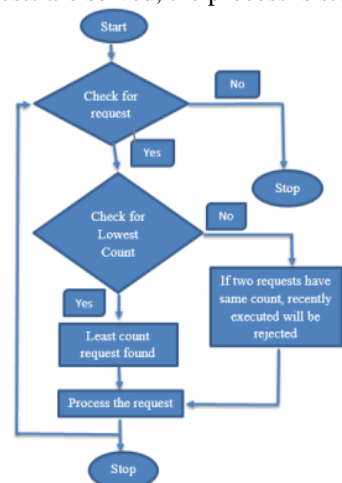 Start
Check for
request
No
Yes
Stop
Check for
Lowest
Count
No
Yes
If two requests have
same count, recently
executed will be
rejected
Least count
request found
Process the request
Stop